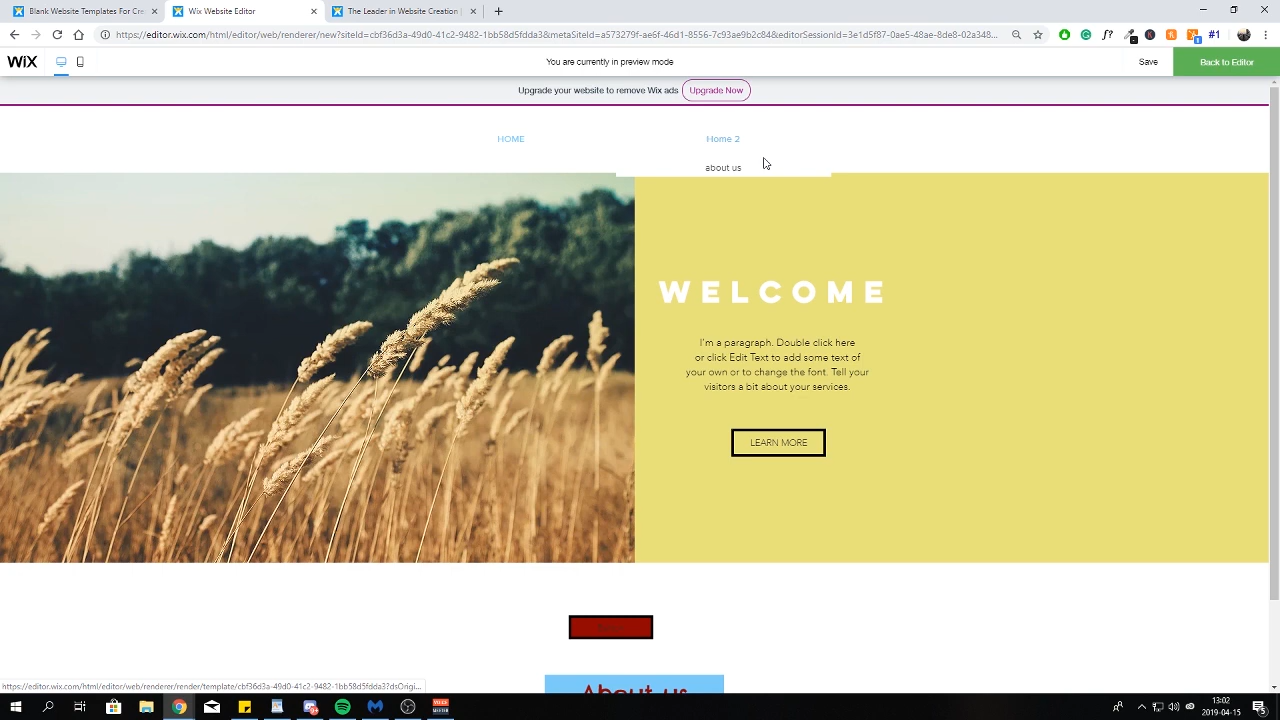 Blank Website Templates For Cre
Wix Website Editor
The Leader in Website Creation
https://editor.wix.com/html/editor/web/renderer/new?siteId=cbf36d3a-49d0-41c2-9482-1bb58d5fdda3&metaSiteId=a573279f-ae6f-46d1-8556-7c93ae9b2c84&editorSessionId=3e1d5f87-0ae5-48ae-8de8-02a348...
WiX
You are currently in preview mode
Save
Back to Editor
Upgrade your website to remove Wix ads
Upgrade Now
HOME
Home 2
about us
WELCOME
I'm a paragraph. Double click here
or click Edit Text to add some text of
your own or to change the font. Tell your
visitors a bit about your services.
LEARN MORE
About us
https://editor.wix.com/html/editor/web/renderer/render/template/cbf36d3a-49d0-41c2-9482-1bb58d5fdda3?dsOrigi...
13:02
2019-04-15